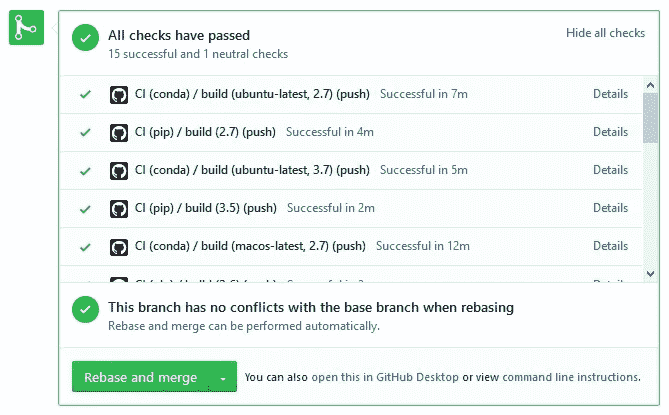 All checks have passed
Hide all checks
15 successful and 1 neutral checks
CI (conda) / build (ubuntu-latest, 2.7) (push) Successful in 7m Details
CI (pip) / build (2.7) (push) Successful in 4m Details
CI (conda) / build (ubuntu-latest, 3.7) (push) Successful in 5m Details
CI (pip) / build (3.5) (push) Successful in 2m Details
CI (conda) / build (macos-latest, 2.7) (push) Successful in 12m Details
This branch has no conflicts with the base branch when rebasing
Rebase and merge can be performed automatically.
Rebase and merge You can also open this in GitHub Desktop or view command line instructions.